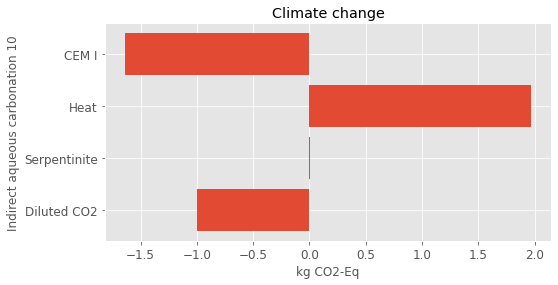 Climate change
Indirect aqueous carbonation 10
CEM I
Heat
Serpentinite
Diluted CO2
−1.5 −1.0 −0.5 0.0 0.5 1.0 1.5 2.0
kg CO2-Eq